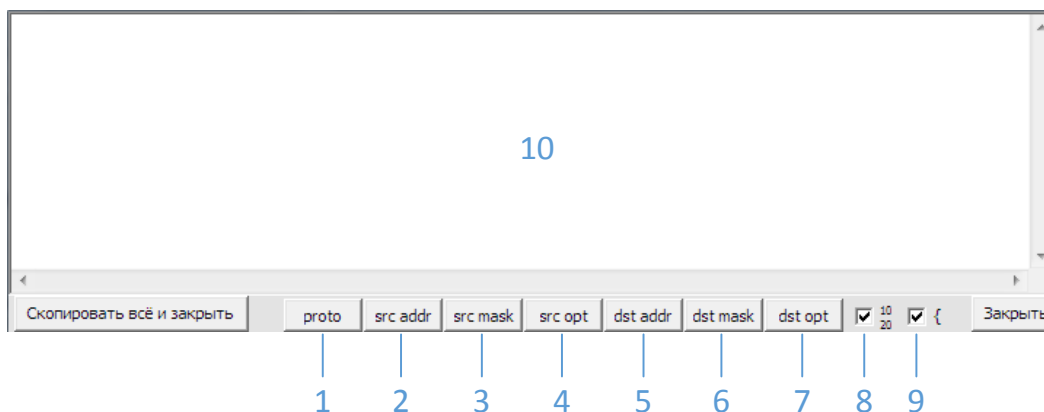 10
Скопировать всё и закрыть proto src addr src mask src opt dst addr dst mask dst opt 10 20 { Закрыть
1 2 3 4 5 6 7 8 9